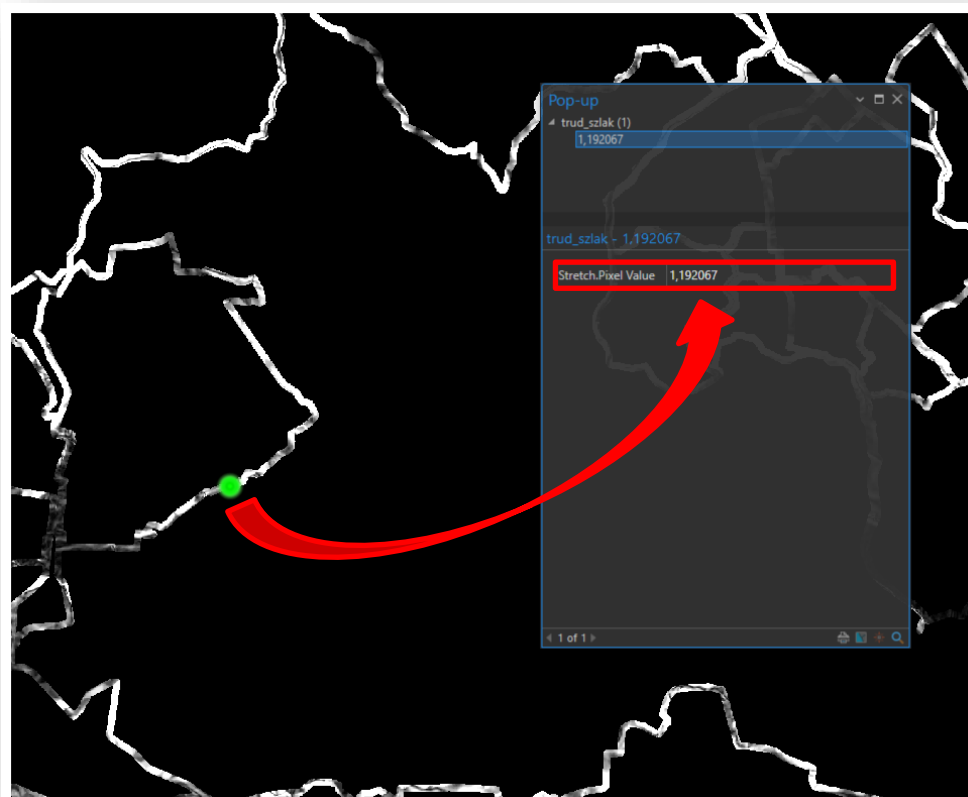 Pop-up
trud_szlak (1)
1,192067
trud_szlak - 1,192067
Stretch.Pixel Value 1,192067
1 of 1